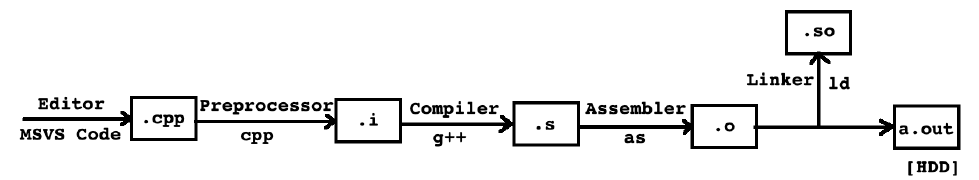 .so
Linker ld
Editor
MSVS Code
.cpp
Preprocessor
cpp
.i
Compiler
g++
.s
Assembler
as
.o
a.out
[HDD]